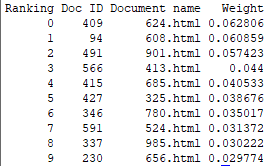 Ranking Doc ID Document name Weight
0 409 624.html 0.062806
1 94 608.html 0.060859
2 491 901.html 0.057423
3 566 413.html 0.044
4 415 685.html 0.040533
5 427 325.html 0.038676
6 346 780.html 0.035017
7 591 524.html 0.031372
8 337 985.html 0.030222
9 230 656.html 0.029774